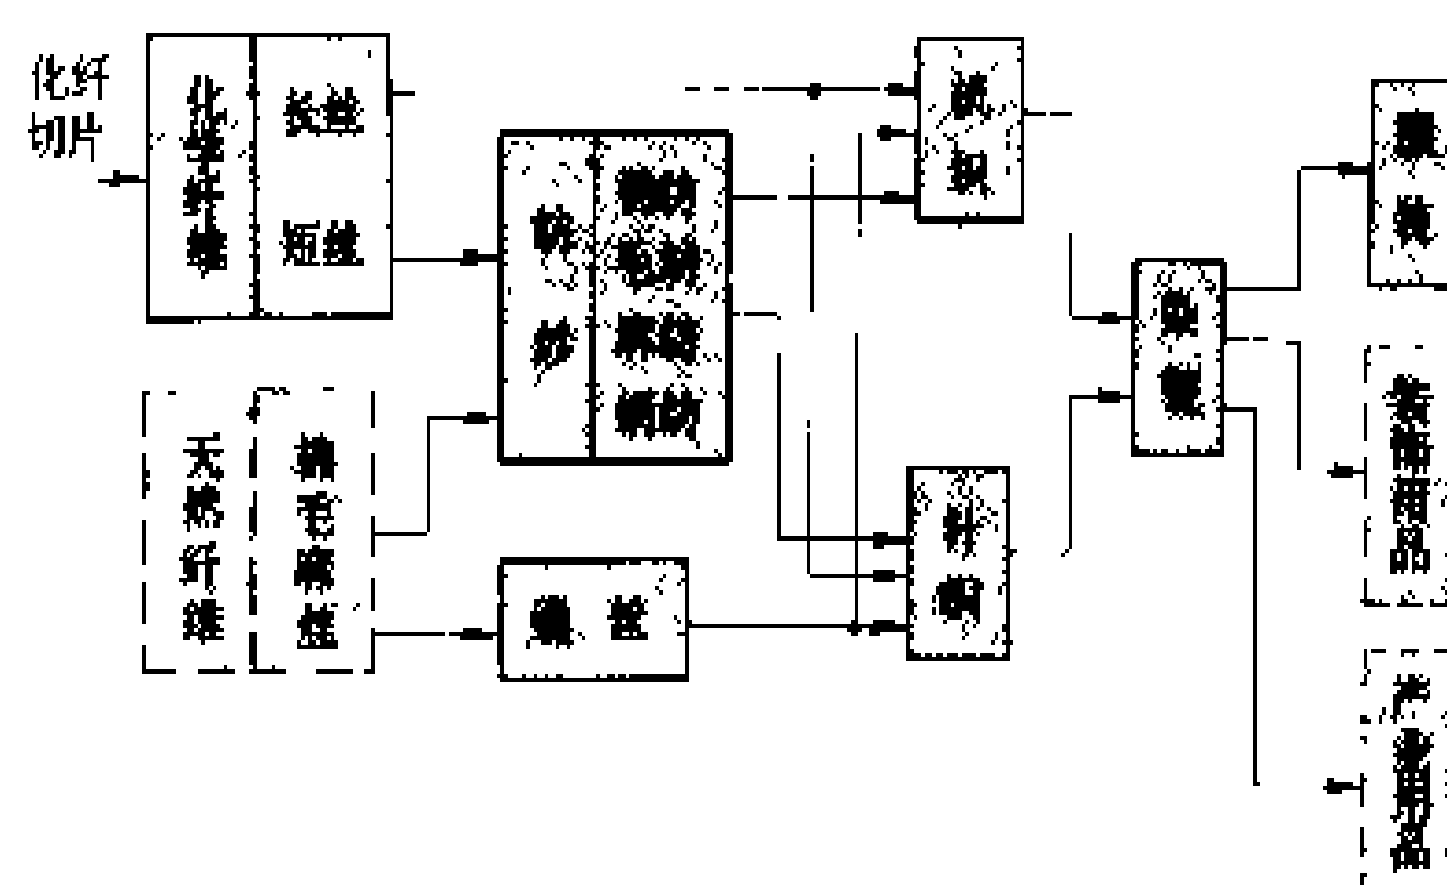 化纤
切片
化学纤维
长丝
短丝
天然纤维
棉毛麻丝
纺纱
棉纺
毛纺
麻纺
绢纺
缫丝
机织
针织
染整
服装
装饰用品
产业用品